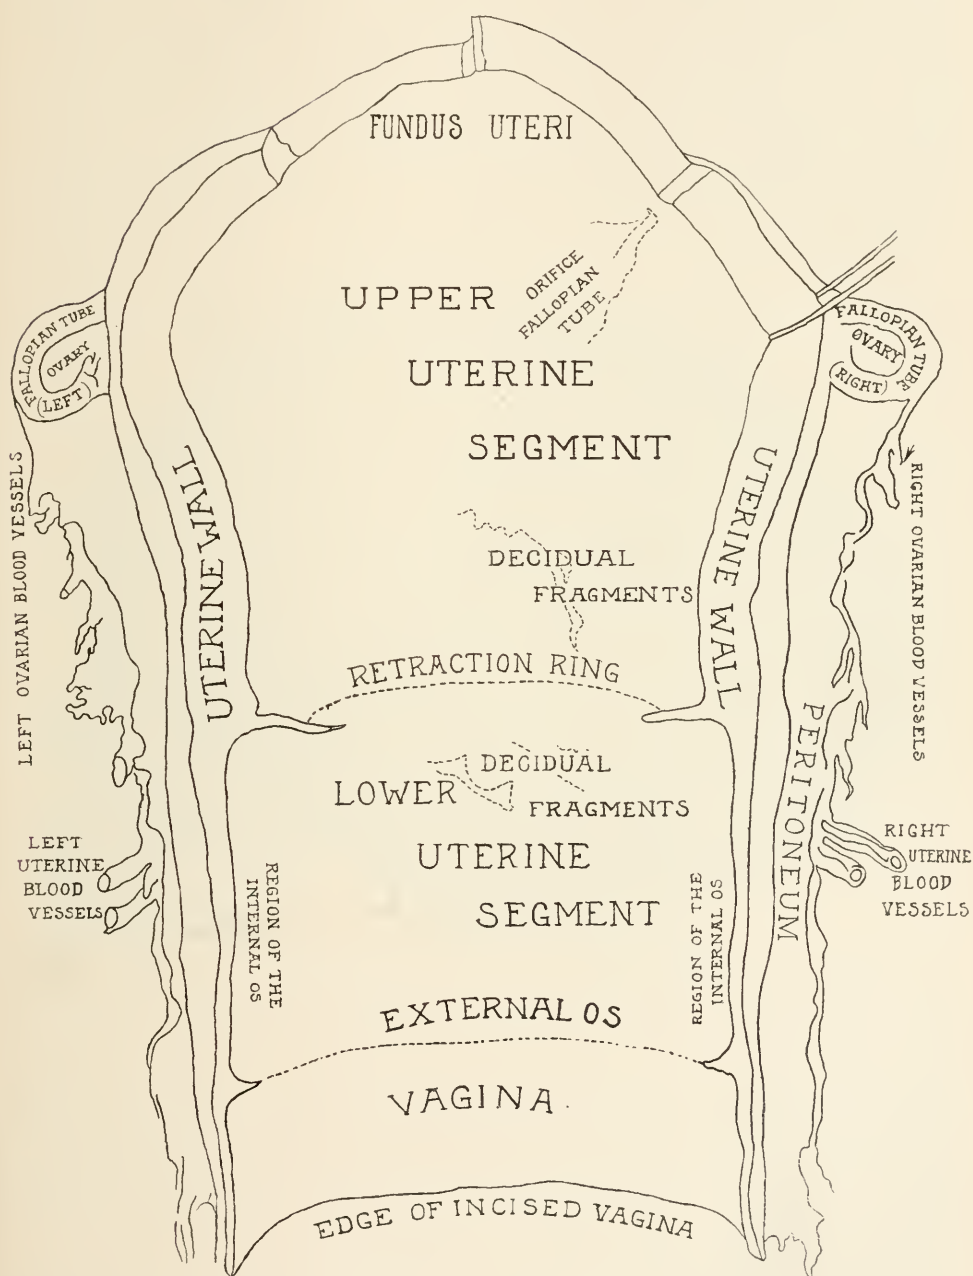 FUNDUS UTERI
UPPER
ORIFICE
FALLOPIAN
TUBE
UTERINE
SEGMENT
FALLOPIAN TUBE
OVARY
(LEFT)
FALLOPIAN TUBE
OVARY
(RIGHT)
LEFT OVARIAN BLOOD VESSELS
UTERINE WALL
UTERINE WALL
RIGHT OVARIAN BLOOD VESSELS
DECIDUAL
FRAGMENTS
RETRACTION RING
PERITONEUM
DECIDUAL
FRAGMENTS
LOWER
UTERINE
SEGMENT
LEFT
UTERINE
BLOOD
VESSELS
RIGHT
UTERINE
BLOOD
VESSELS
REGION OF THE
INTERNAL OS
REGION OF THE
INTERNAL OS
EXTERNAL OS
VAGINA.
EDGE OF INCISED VAGINA